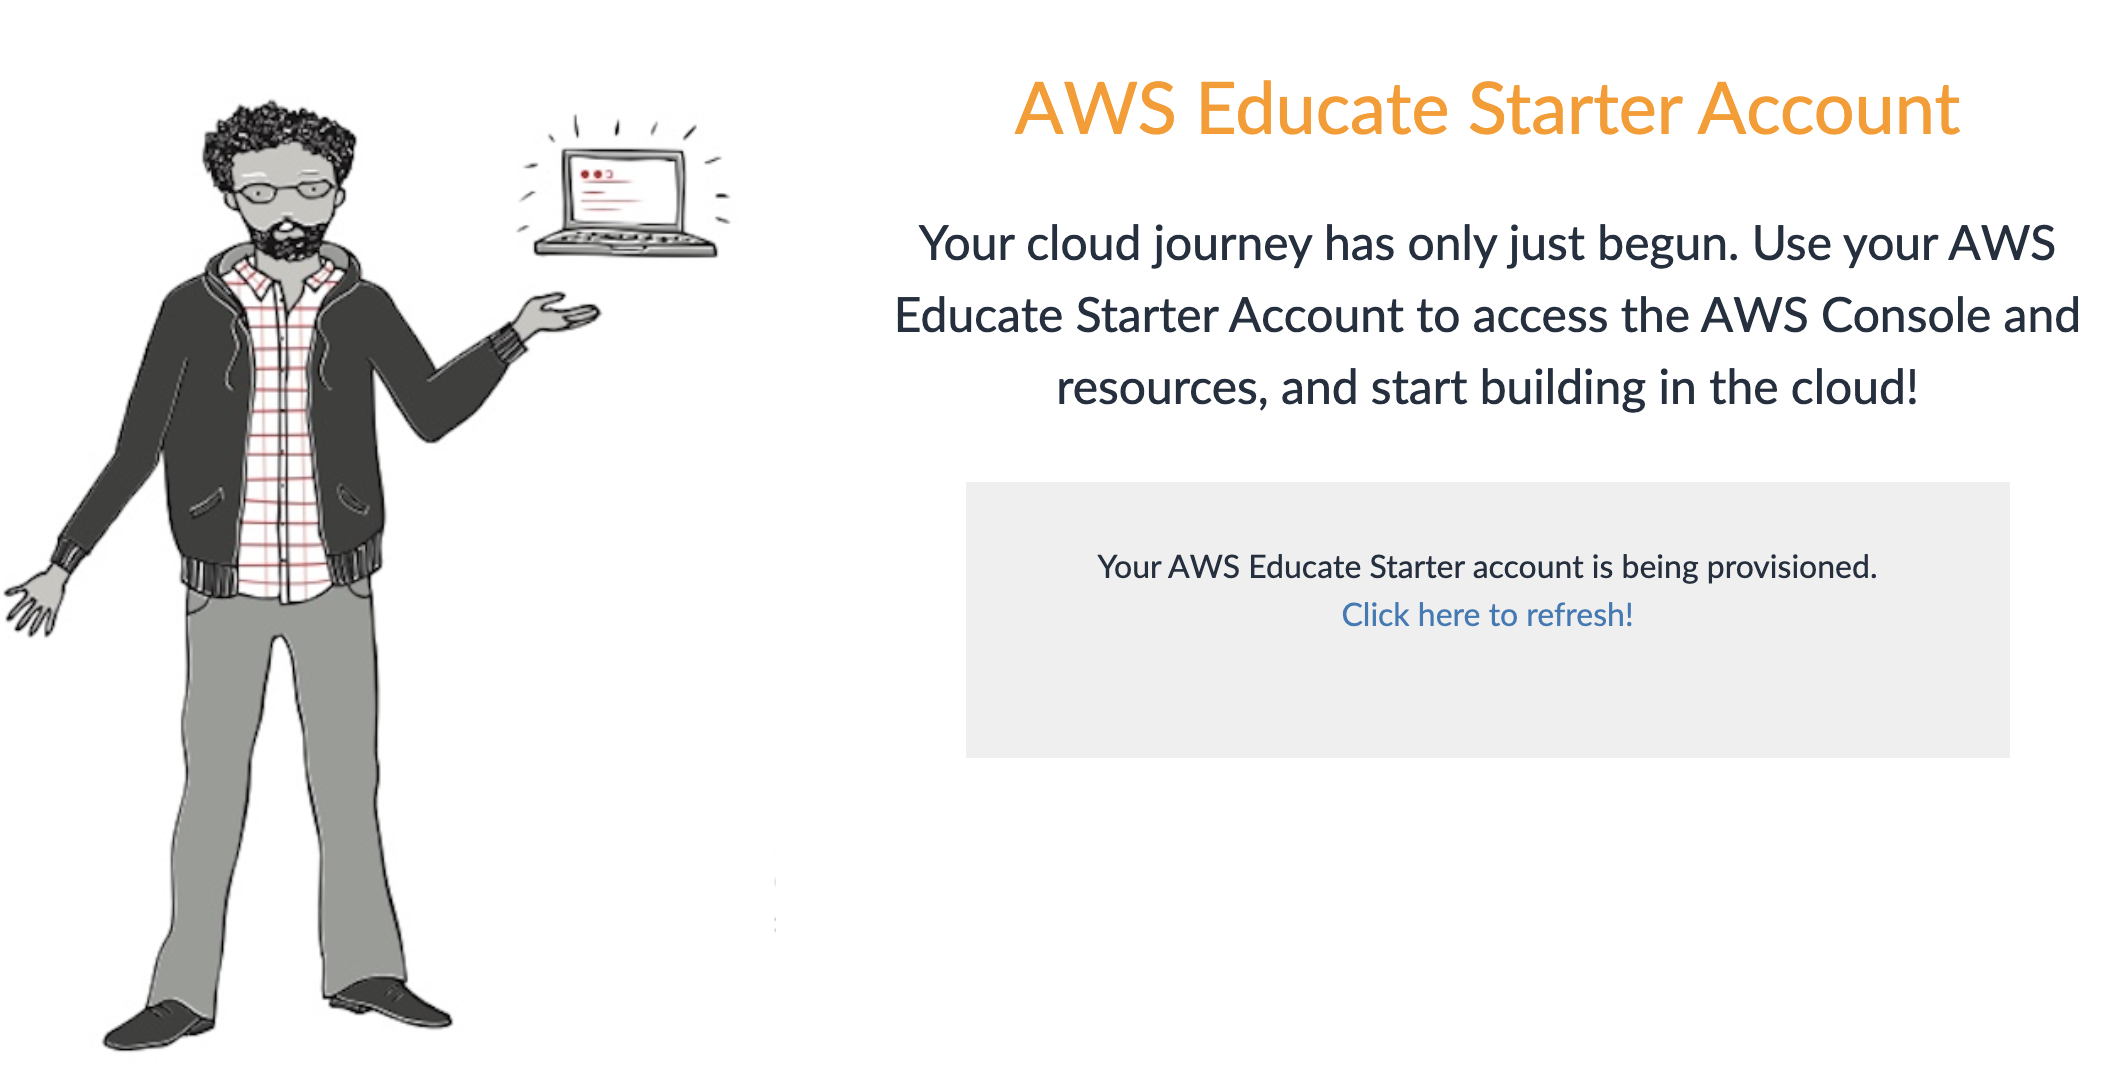 AWS Educate Starter Account
Your cloud journey has only just begun. Use your AWS
Educate Starter Account to access the AWS Console and
resources, and start building in the cloud!
Your AWS Educate Starter account is being provisioned.
Click here to refresh!